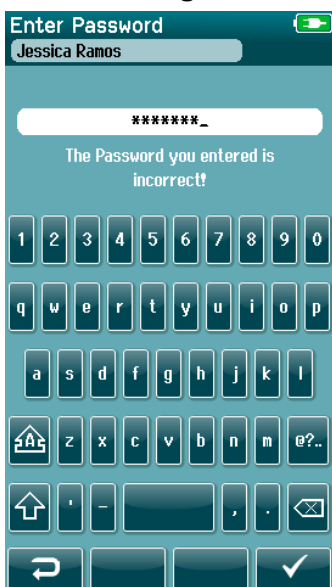 Enter Password
Jessica Ramos
*******_
The Password you entered is
incorrect!
1 2 3 4 5 6 7 8 9 0
q w e r t y u i o p
a s d f g h j k l
A z x c v b n m @?..
' - , .